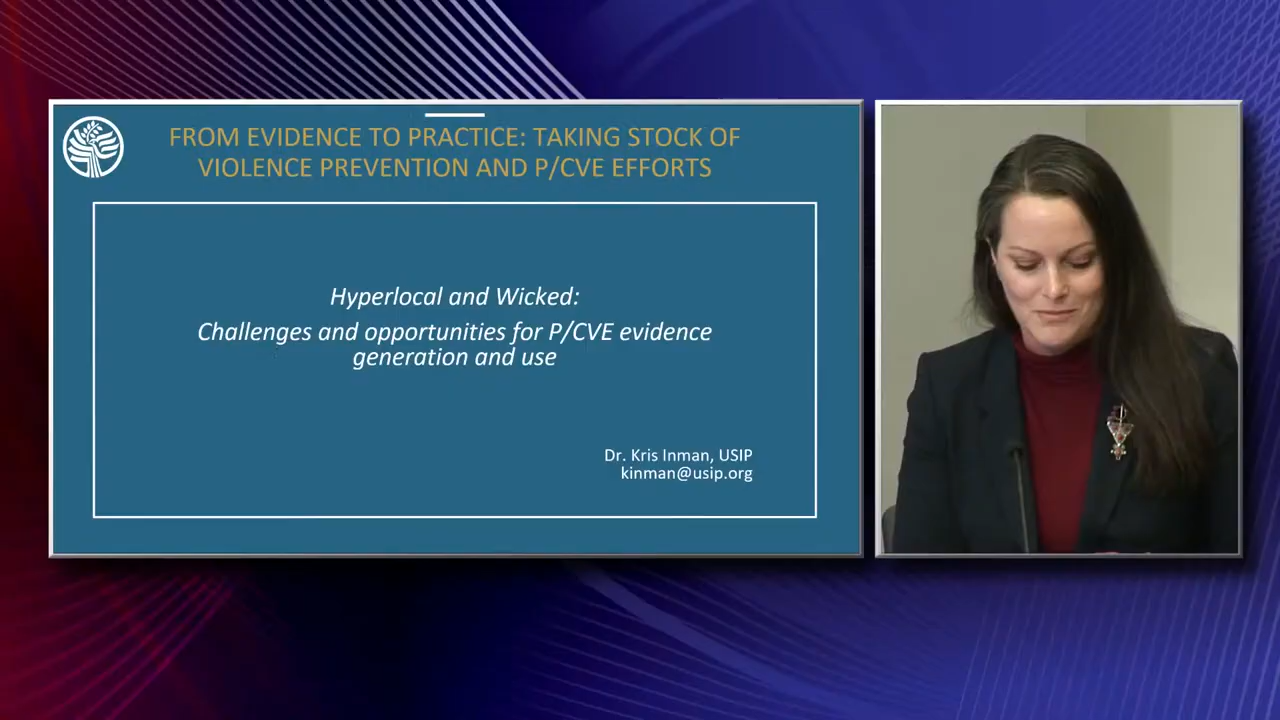 FROM EVIDENCE TO PRACTICE: TAKING STOCK OF
VIOLENCE PREVENTION AND P/CVE EFFORTS
Hyperlocal and Wicked:
Challenges and opportunities for P/CVE evidence
generation and use
Dr. Kris Inman, USIP
kinman@usip.org